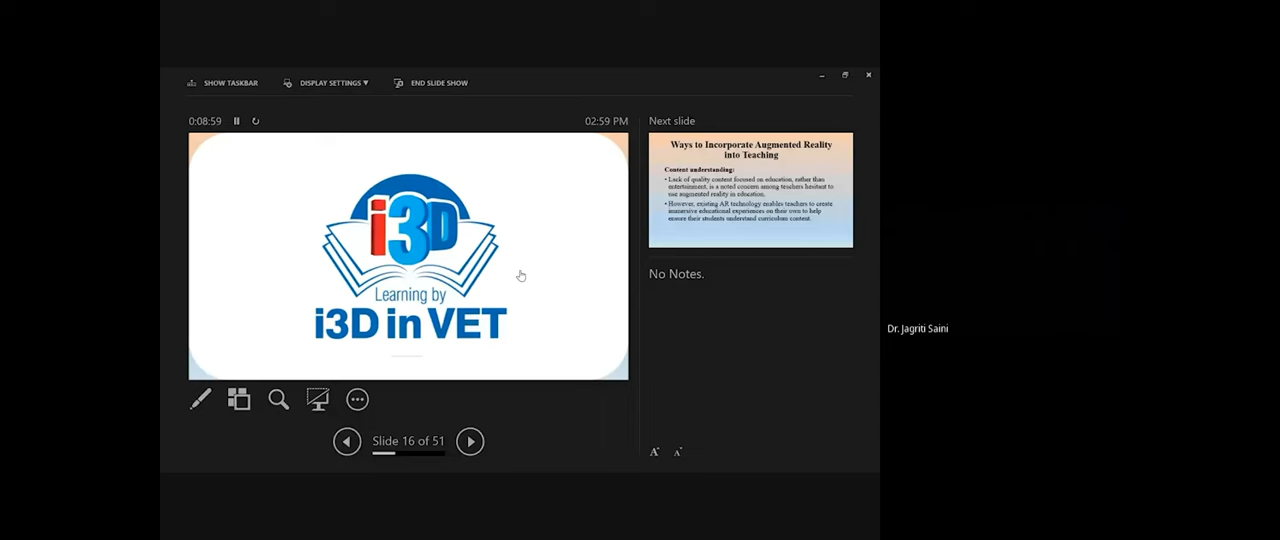 SHOW TASKBAR
DISPLAY SETTINGS ▼
END SLIDE SHOW
0:08:59
02:59 PM
i3D
Learning by
i3D in VET
Slide 16 of 51
Next slide
Ways to Incorporate Augmented Reality
into Teaching
Content understanding:
• Lack of quality content focused on education, rather than
entertainment, is a noted concern among teachers hesitant to
use augmented reality in education.
• However, existing AR technology enables teachers to create
immersive educational experiences on their own to help
ensure their students understand curriculum content.
No Notes.
A
A
Dr. Jagriti Saini